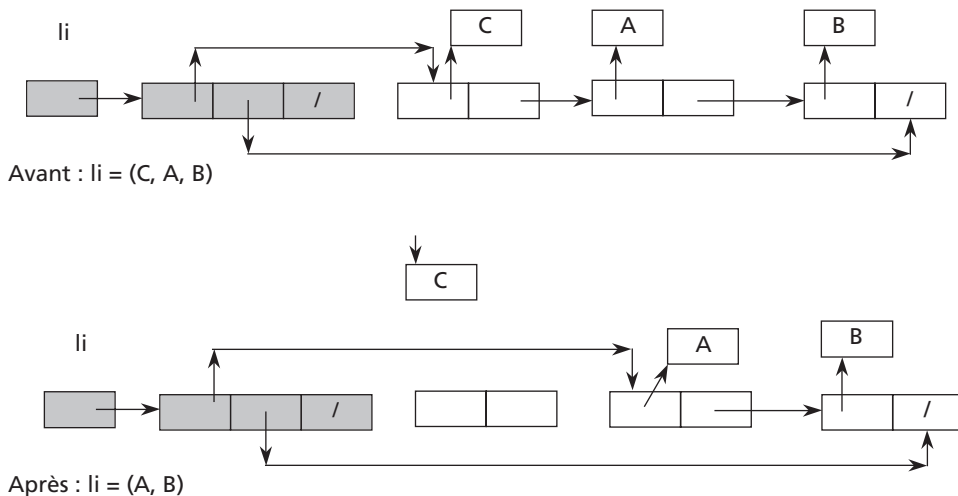 li
C
A
B
/
/
Avant : li = (C, A, B)
C
li
A
B
/
/
Après : li = (A, B)